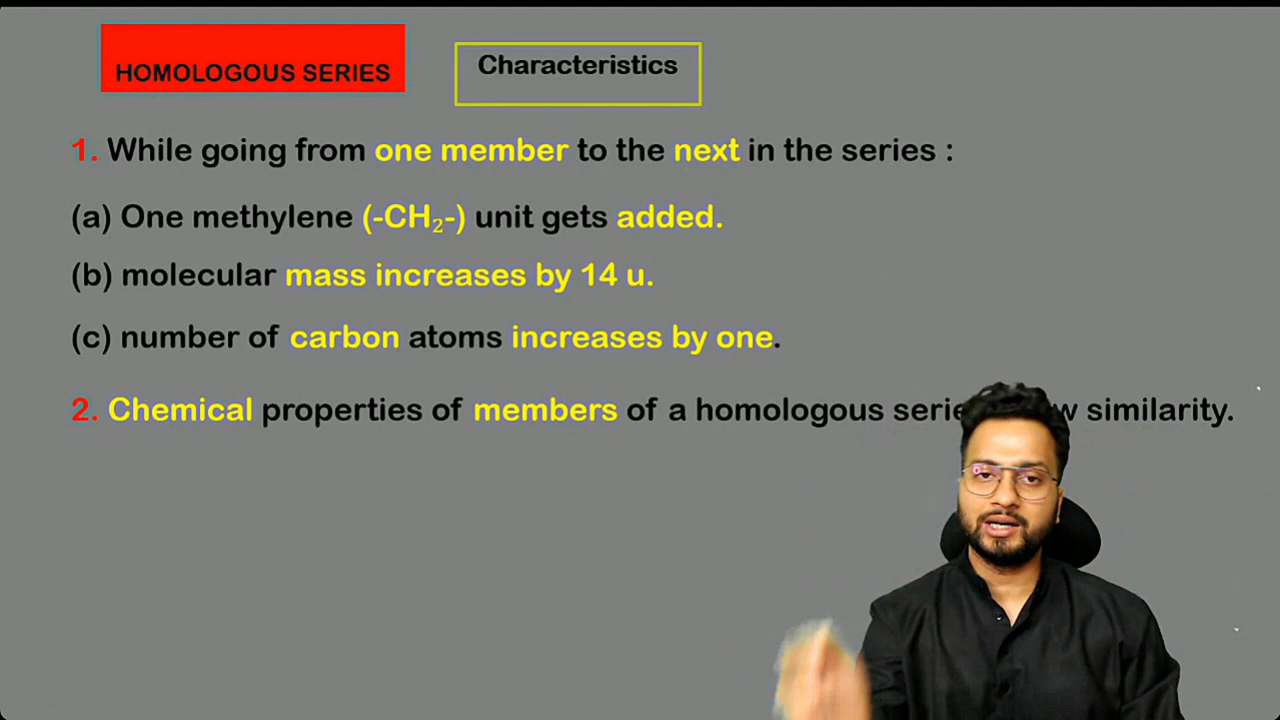 HOMOLOGOUS SERIES
Characteristics
1. While going from one member to the next in the series :
(a) One methylene (-CH₂-) unit gets added.
(b) molecular mass increases by 14 u.
(c) number of carbon atoms increases by one.
2. Chemical properties of members of a homologous similarity.